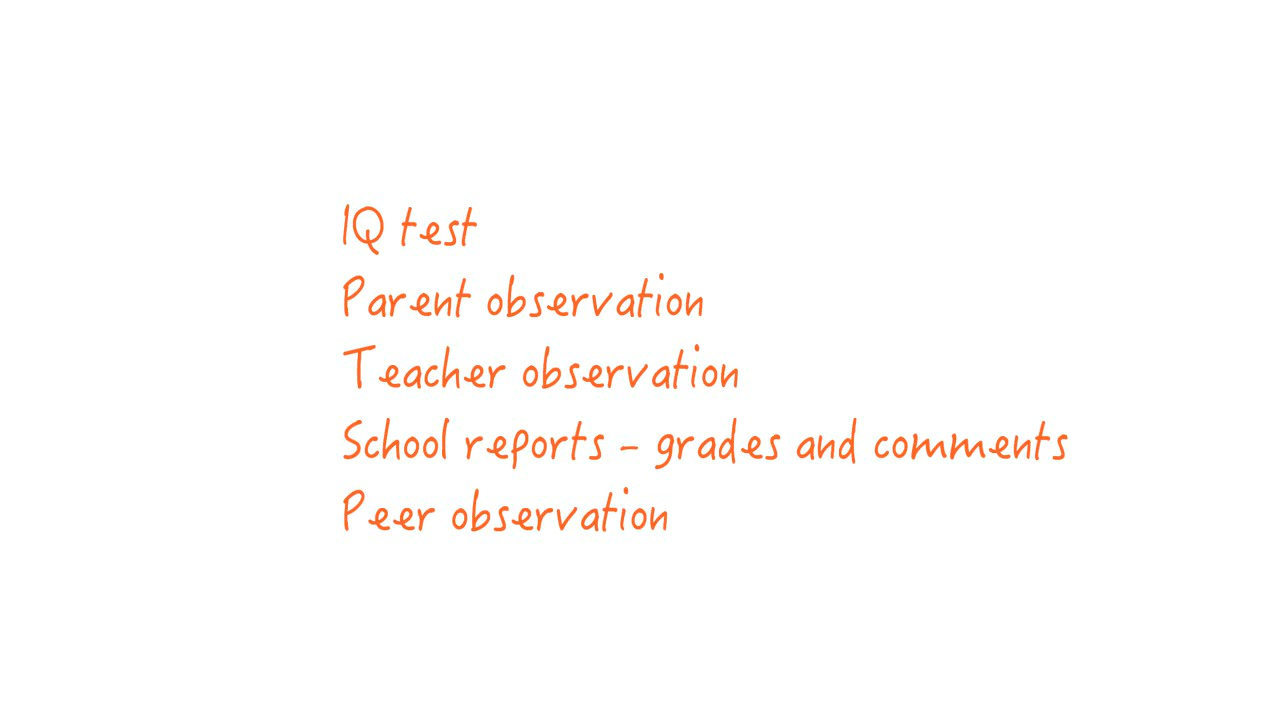 IQ test
Parent observation
Teacher observation
School reports – grades and comments
Peer observation